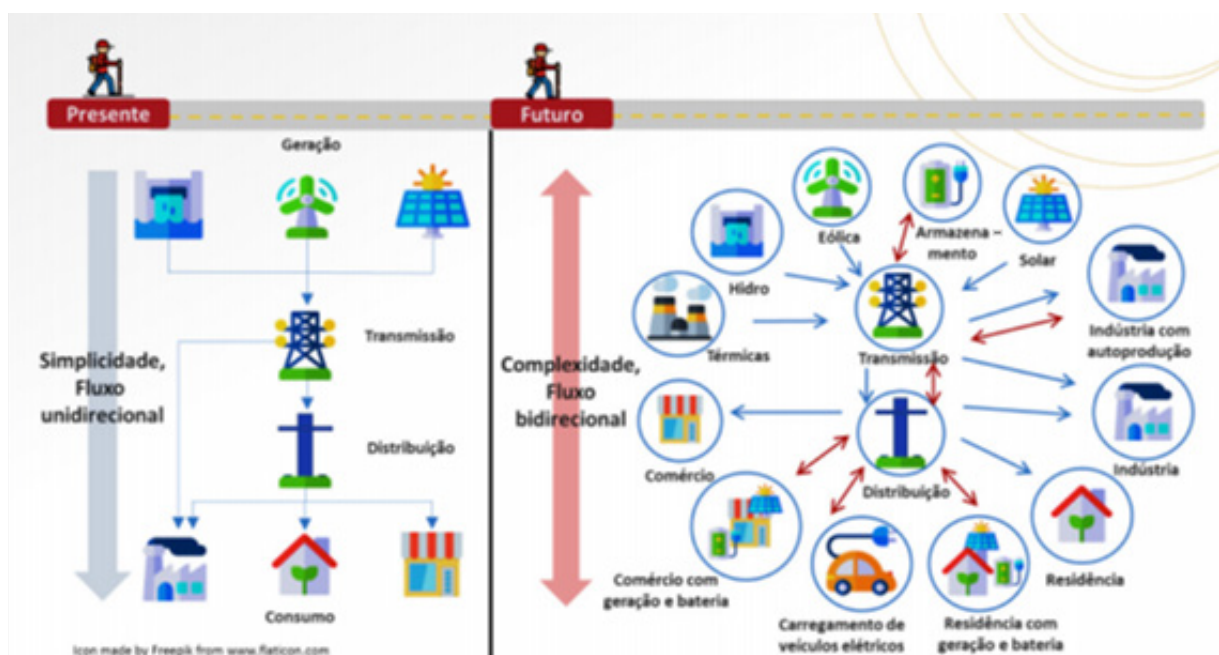 Presente
Futuro
Geração
Transmissão
Simplicidade,
Fluxo
unidirecional
Distribuição
Consumo
Icon made by Freepik from www.flaticon.com
Complexidade,
Fluxo
bidirecional
Eólica
Armazena –
mento
Solar
Hidro
Térmicas
Transmissão
Indústria com
autoprodução
Comércio
Distribuição
Indústria
Comércio com
geração e bateria
Carregamento de
veículos elétricos
Residência com
geração e bateria
Residência